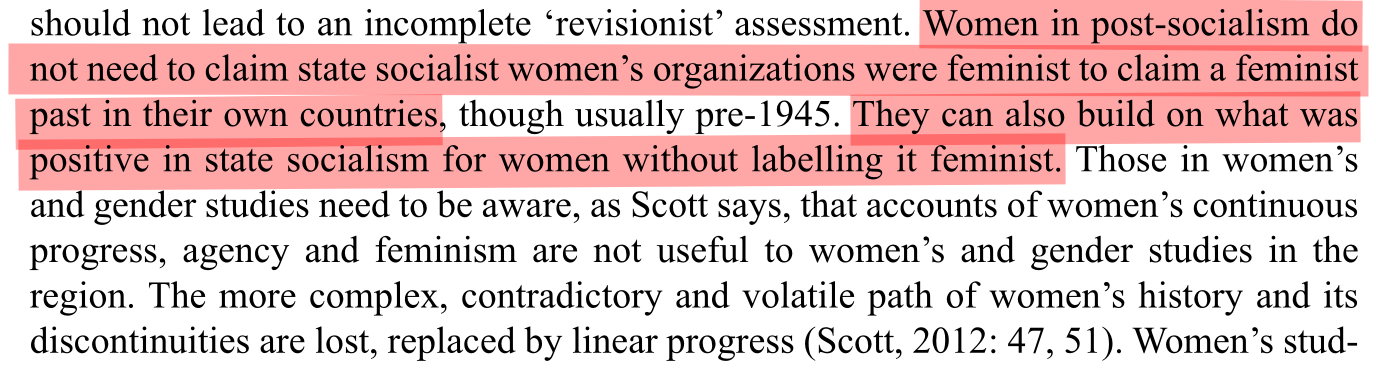 should not lead to an incomplete ‘revisionist’ assessment. Women in post-socialism do
not need to claim state socialist women’s organizations were feminist to claim a feminist
past in their own countries, though usually pre-1945. They can also build on what was
positive in state socialism for women without labelling it feminist. Those in women’s
and gender studies need to be aware, as Scott says, that accounts of women’s continuous
progress, agency and feminism are not useful to women’s and gender studies in the
region. The more complex, contradictory and volatile path of women’s history and its
discontinuities are lost, replaced by linear progress (Scott, 2012: 47, 51). Women’s stud-